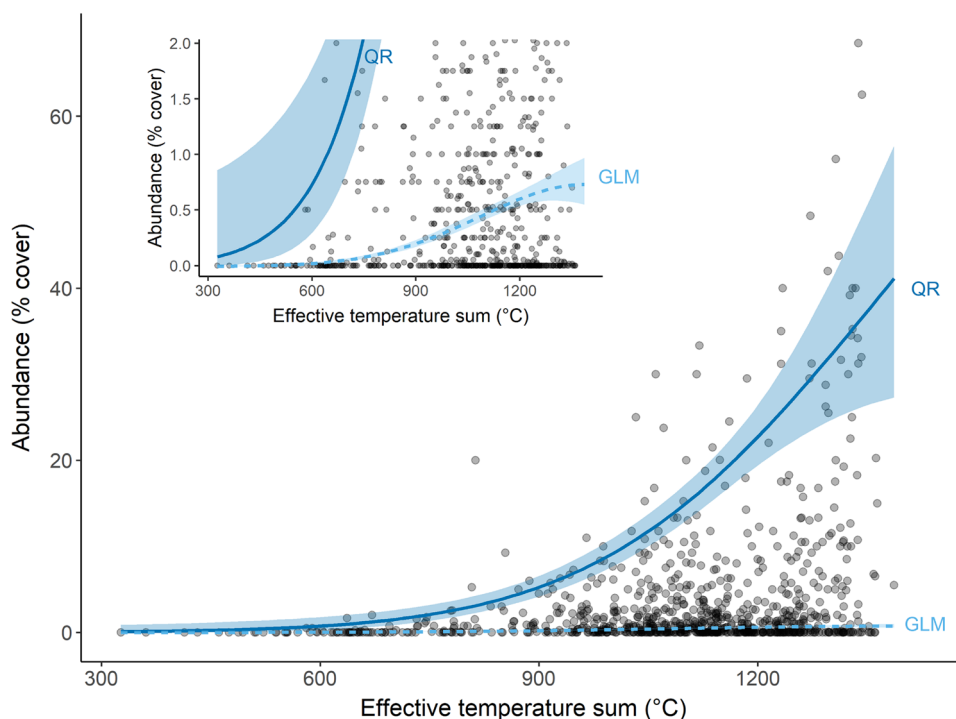 2.0
1.5
1.0
0.5
0.0
Abundance (% cover)
QR
GLM
300
600
900
1200
Effective temperature sum (°C)
60
40
20
0
Abundance (% cover)
QR
GLM
300
600
900
1200
Effective temperature sum (°C)